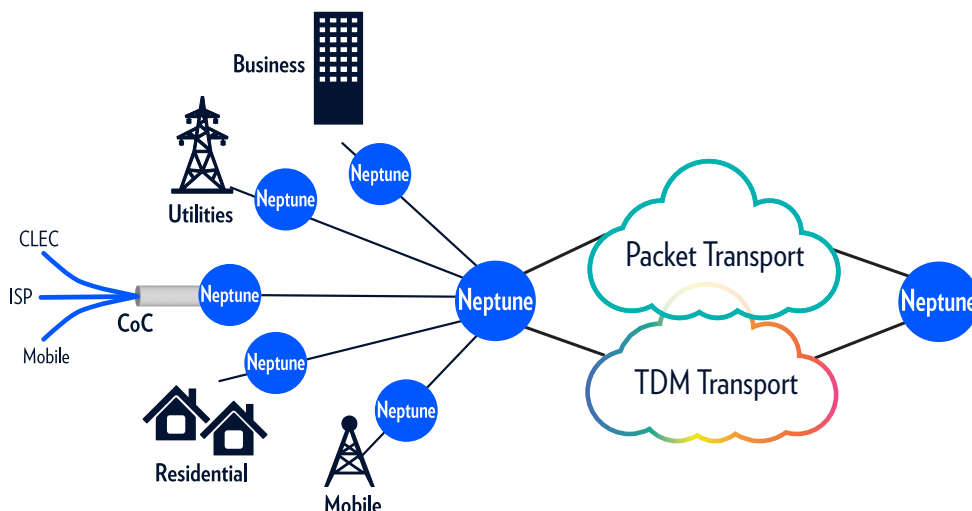 Business
Neptune
Utilities
Neptune
CLEC
ISP
Mobile
CoC
Neptune
Neptune
Residential
Neptune
Mobile
Neptune
Packet Transport
TDM Transport
Neptune